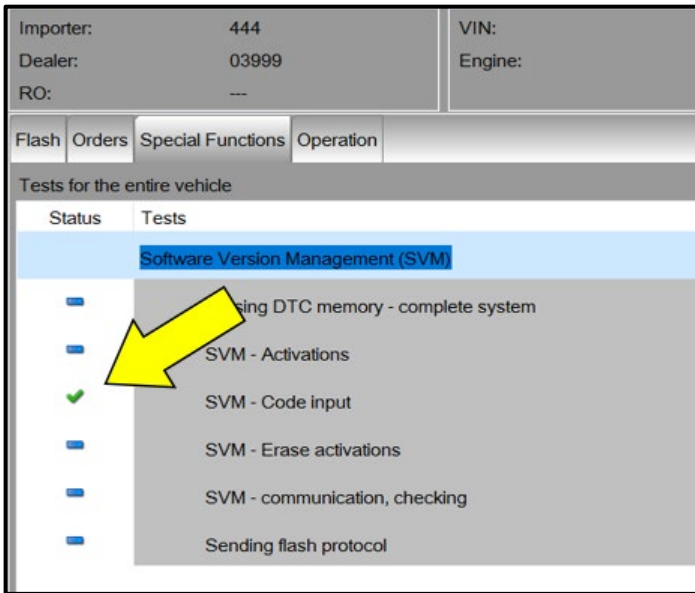 Importer: 444 VIN:
Dealer: 03999 Engine:
RO: ---
Flash Orders Special Functions Operation
Tests for the entire vehicle
Status Tests
Software Version Management (SVM)
DTC memory - complete system
SVM - Activations
SVM - Code input
SVM - Erase activations
SVM - communication, checking
Sending flash protocol